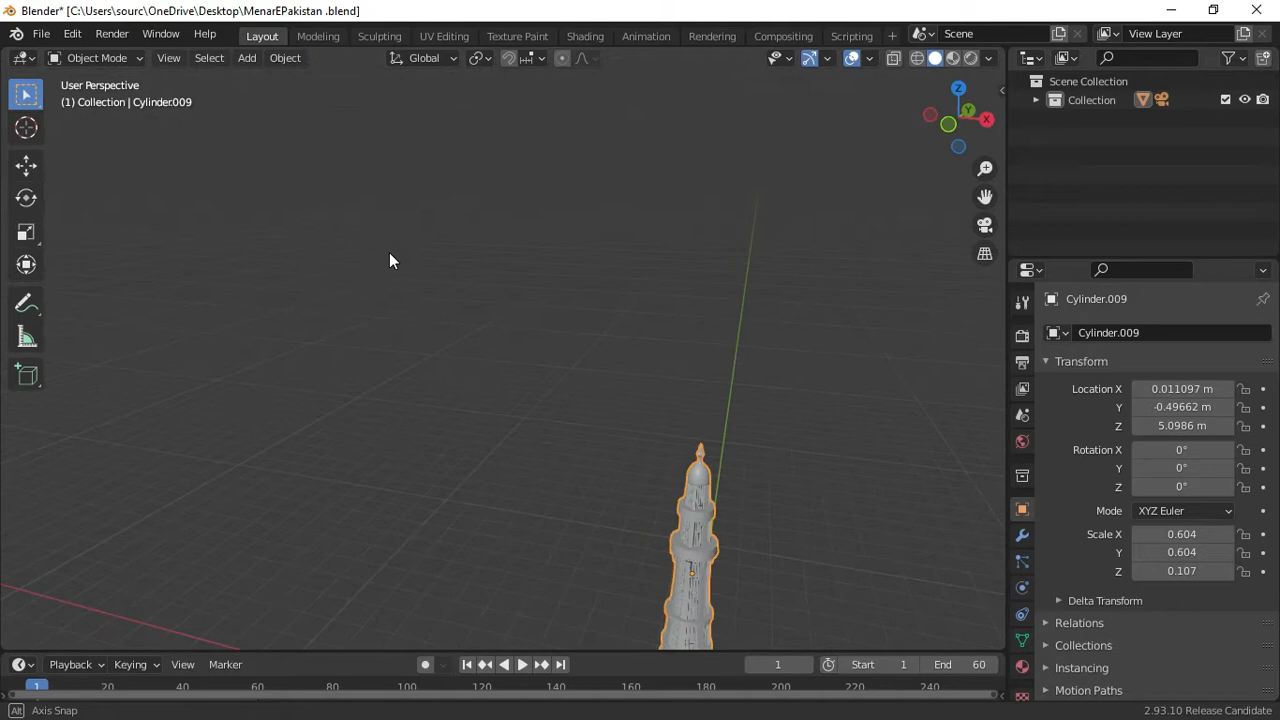 Blender* [C:\Users\sourc\OneDrive\Desktop\MenarEPakistan .blend]
File Edit Render Window Help Layout Modeling Sculpting UV Editing Texture Paint Shading Animation Rendering Compositing Scripting + Scene View Layer
Object Mode View Select Add Object Global
User Perspective
(1) Collection | Cylinder.009
Z
Y
X
Scene Collection
Collection
Cylinder.009
Cylinder.009
Transform
Location X 0.011097 m
Y -0.49662 m
Z 5.0986 m
Rotation X 0°
Y 0°
Z 0°
Mode XYZ Euler
Scale X 0.604
Y 0.604
Z 0.107
Delta Transform
Relations
Collections
Instancing
Motion Paths
Playback Keying View Marker 1 Start 1 End 60
1 20 40 60 80 100 120 140 160 180 200 220 240
Alt Axis Snap
2.93.10 Release Candidate